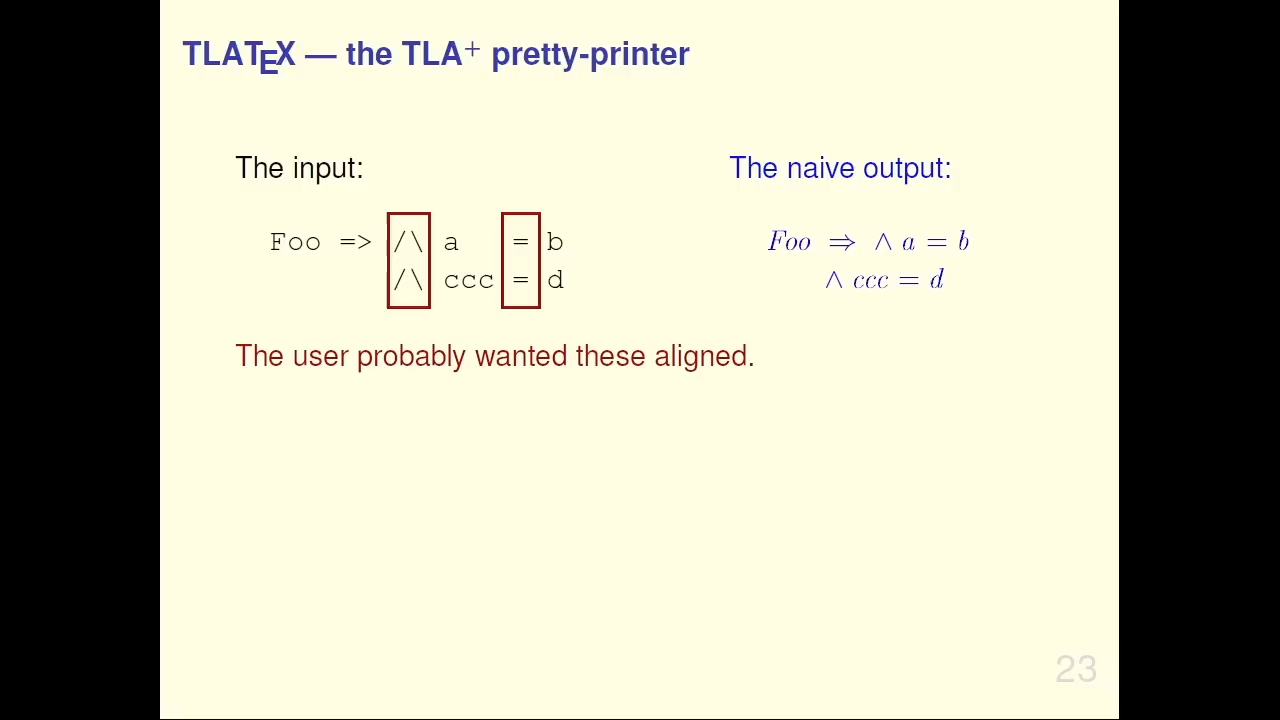 TLATEX — the TLA+ pretty-printer
The input:
Foo => /\ a   = b
       /\ ccc = d
The naive output:
Foo ⇒ ∧ a = b
∧ ccc = d
The user probably wanted these aligned.
23